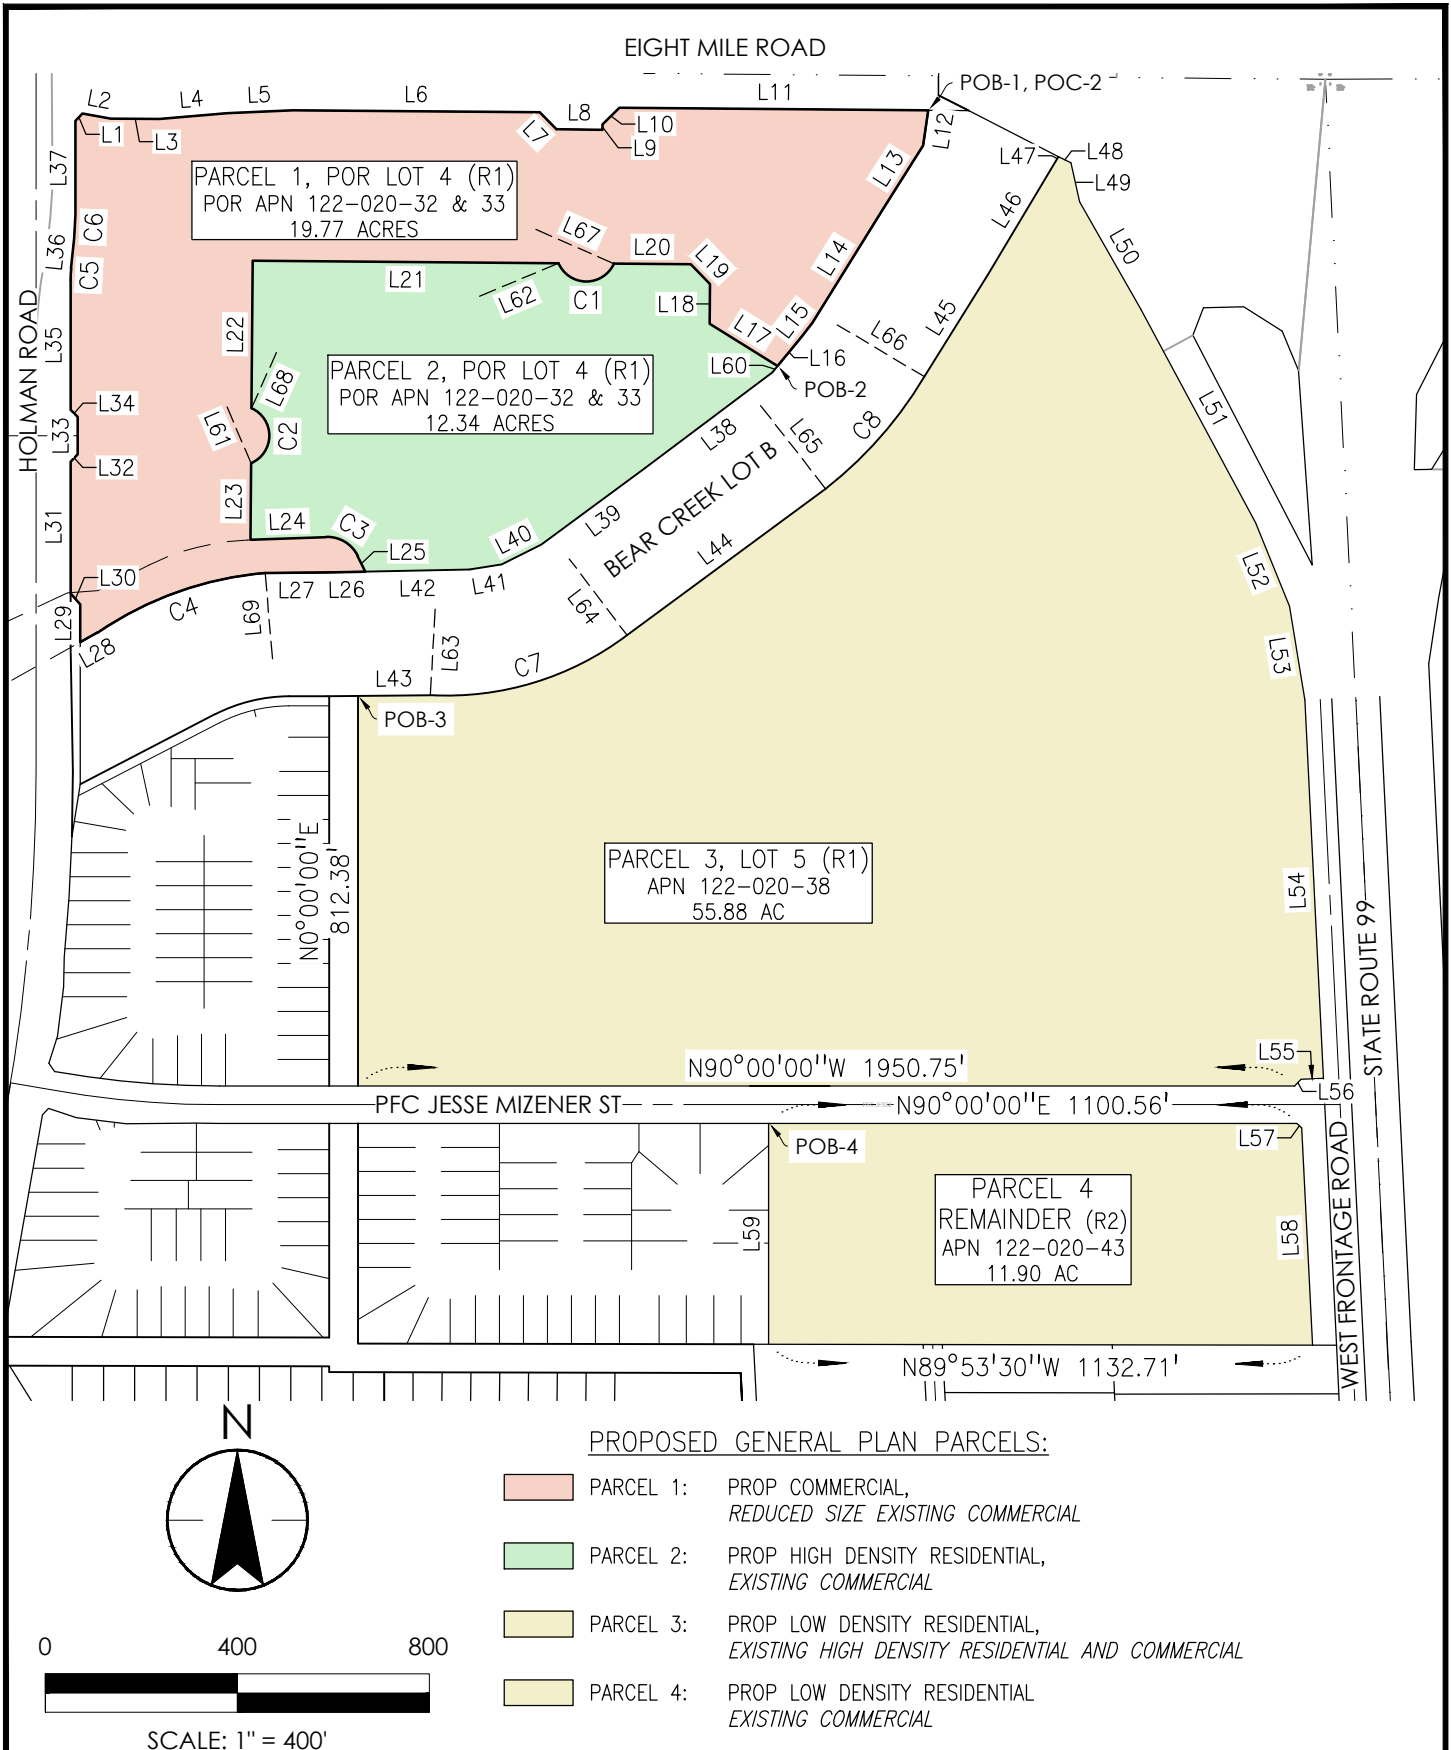 EIGHT MILE ROAD
POB-1, POC-2
L2
L4
L5
L6
L8
L11
L1
L3
L7
L10
L9
L12
L47
L48
L49
L37
L13
L46
L50
PARCEL 1, POR LOT 4 (R1)
POR APN 122-020-32 & 33
19.77 ACRES
C6
L36
C5
L67
L20
L19
L14
L21
L62
C1
L18
L17
L15
L45
L66
HOLMAN ROAD
L35
L22
L68
L16
L60
POB-2
PARCEL 2, POR LOT 4 (R1)
POR APN 122-020-32 & 33
12.34 ACRES
L34
L33
L32
L61
C2
L38
L65
C8
L51
BEAR CREEK LOT B
L31
L23
L24
C3
L25
L40
L39
L44
L30
L27
L26
L42
L41
L52
L29
C4
L69
L64
L28
L63
L43
C7
L53
POB-3
N0°00'00"E
812.38'
PARCEL 3, LOT 5 (R1)
APN 122-020-38
55.88 AC
L54
STATE ROUTE 99
N90°00'00"W 1950.75'
L55
L56
PFC JESSE MIZENER ST
N90°00'00"E 1100.56'
POB-4
L57
PARCEL 4
REMAINDER (R2)
APN 122-020-43
11.90 AC
L59
L58
WEST FRONTAGE ROAD
N89°53'30"W 1132.71'
N
PROPOSED GENERAL PLAN PARCELS:
PARCEL 1: PROP COMMERCIAL,
REDUCED SIZE EXISTING COMMERCIAL
PARCEL 2: PROP HIGH DENSITY RESIDENTIAL,
EXISTING COMMERCIAL
PARCEL 3: PROP LOW DENSITY RESIDENTIAL,
EXISTING HIGH DENSITY RESIDENTIAL AND COMMERCIAL
PARCEL 4: PROP LOW DENSITY RESIDENTIAL
EXISTING COMMERCIAL
0 400 800
SCALE: 1" = 400'